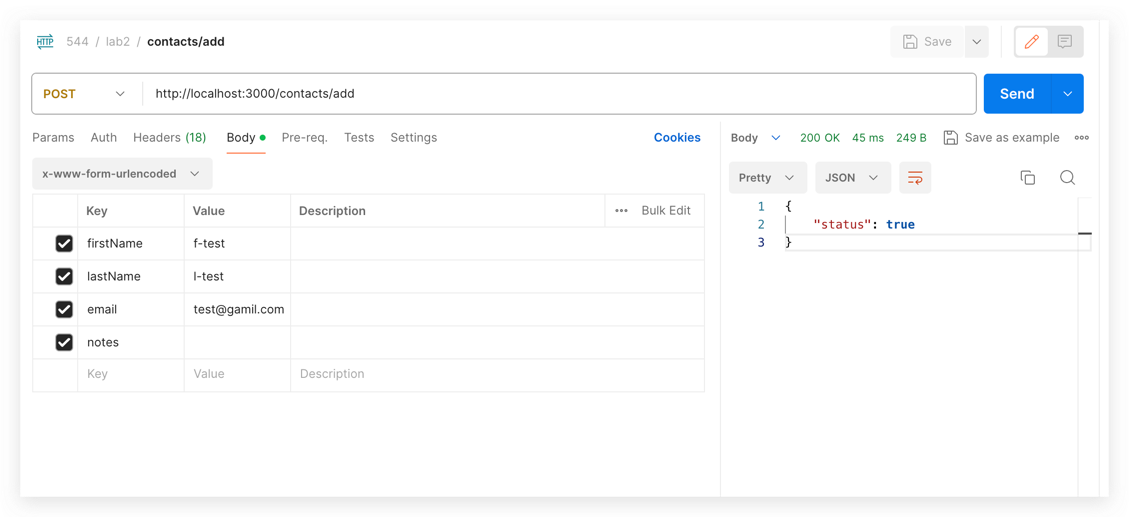 HTTP 544 / lab2 / contacts/add Save
POST http://localhost:3000/contacts/add Send
Params Auth Headers (18) Body Pre-req. Tests Settings Cookies
Body 200 OK 45 ms 249 B Save as example
x-www-form-urlencoded
Pretty JSON
Key Value Description Bulk Edit
firstName f-test
lastName l-test
email test@gamil.com
notes
Key Value Description
1 {
2 "status": true
3 }